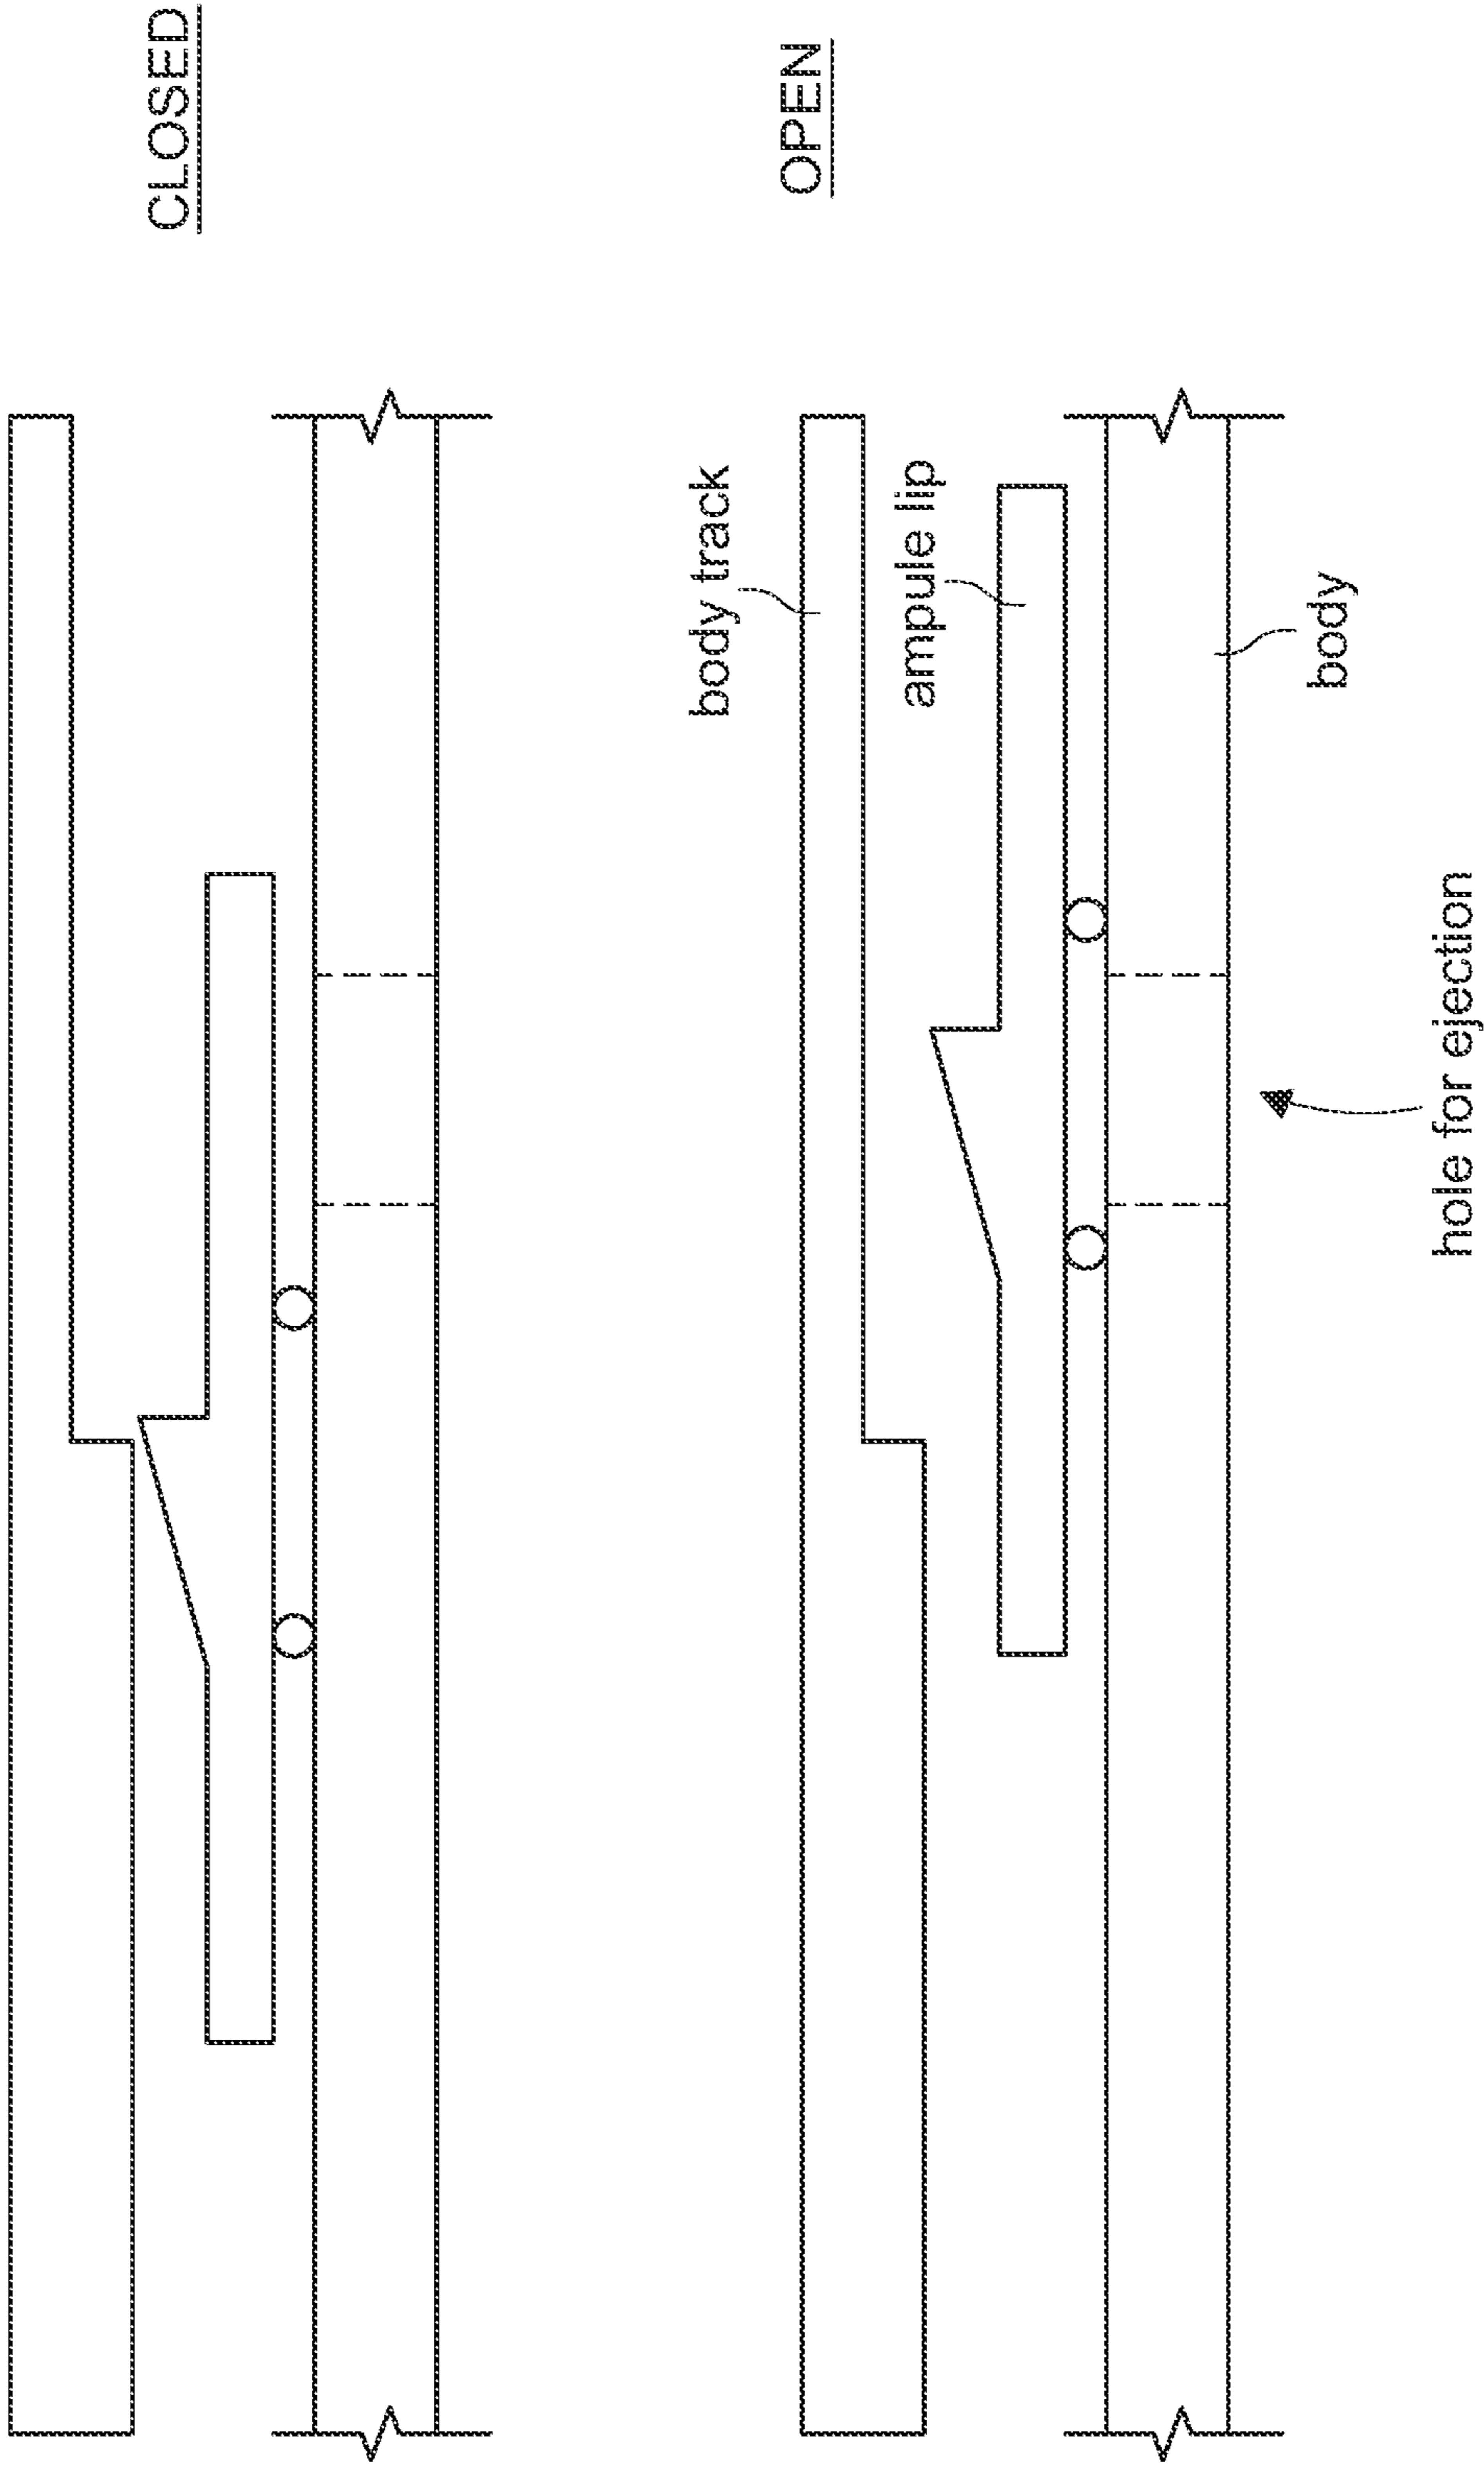 CLOSED
OPEN
body track
ampule lip
body
hole for ejection